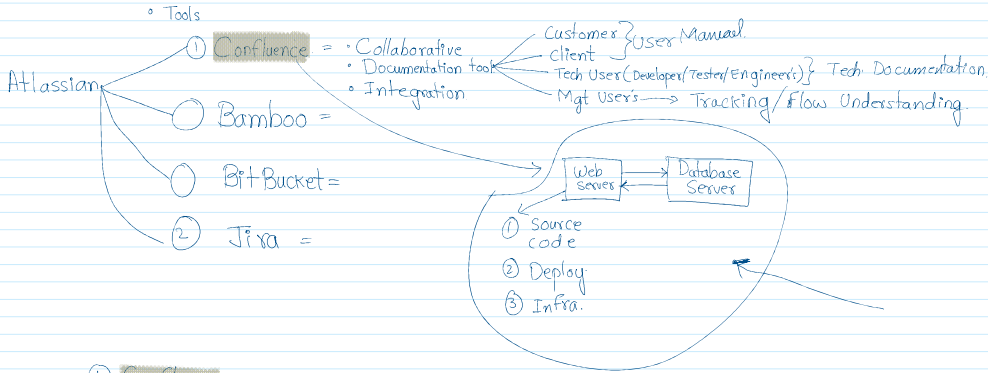 • Tools
① Confluence = • Collaborative
• Documentation tool
• Integration
Customer } User Manual.
Client
Tech User (Developer/Tester/Engineer's) } Tech. Documentation
Mgt User's → Tracking / Flow Understanding.
Atlassian
Bamboo =
BitBucket =
② Jira =
Web Server
Database Server
① Source code
② Deploy
③ Infra.